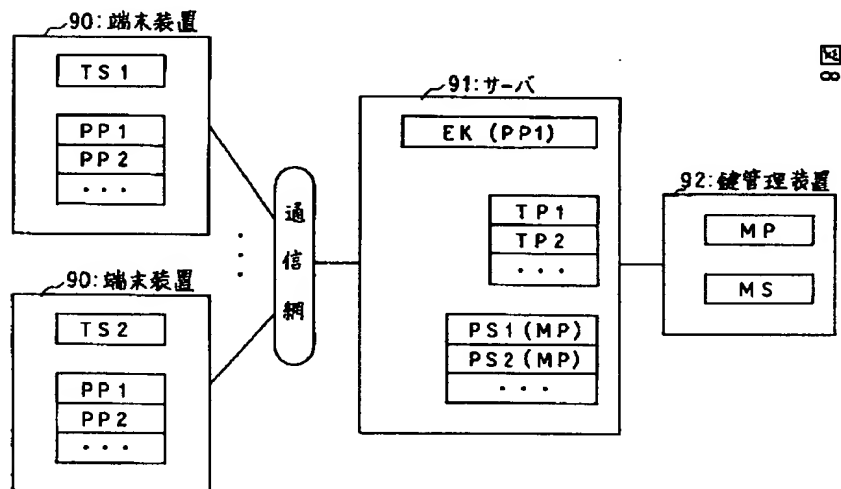 90:端末装置
TS1
PP1
PP2
・・・
90:端末装置
TS2
PP1
PP2
・・・
通信網
91:サーバ
EK (PP1)
TP1
TP2
・・・
PS1(MP)
PS2(MP)
・・・
92:鍵管理装置
MP
MS
図8